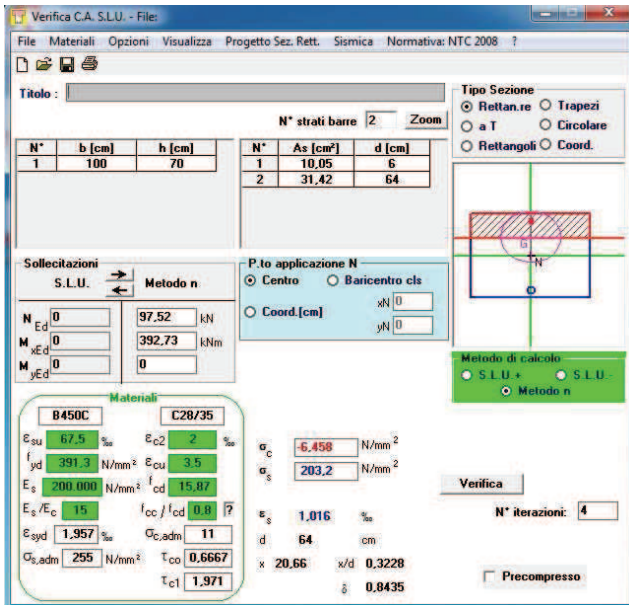 Verifica C.A. S.L.U. - File:
File Materiali Opzioni Visualizza Progetto Sez. Rett. Sismica Normativa: NTC 2008 ?
Titolo :
N° strati barre 2 Zoom
N° b [cm] h [cm]
1 100 70
N° As [cm²] d [cm]
1 10,05 6
2 31,42 64
Tipo Sezione
Rettan.re Trapezi
a T Circolare
Rettangoli Coord.
G
N
Sollecitazioni
S.L.U. Metodo n
N Ed 0 97,52 kN
M xEd 0 392,73 kNm
M yEd 0 0
P.to applicazione N
Centro Baricentro cls
Coord.[cm] xN 0
yN 0
Metodo di calcolo
S.L.U.+ S.L.U.-
Metodo n
Materiali
B450C C28/35
εsu 67,5 ‰ εc2 2 ‰
fyd 391,3 N/mm² εcu 3,5
Es 200.000 N/mm² fcd 15,87
Es/Ec 15 fcc / fcd 0,8 ?
εsyd 1,957 ‰ σc,adm 11
σs,adm 255 N/mm² τco 0,6667
τc1 1,971
σc -6,458 N/mm²
σs 203,2 N/mm²
εs 1,016 ‰
d 64 cm
x 20,66 x/d 0,3228
δ 0,8435
Verifica
N° iterazioni: 4
Precompresso